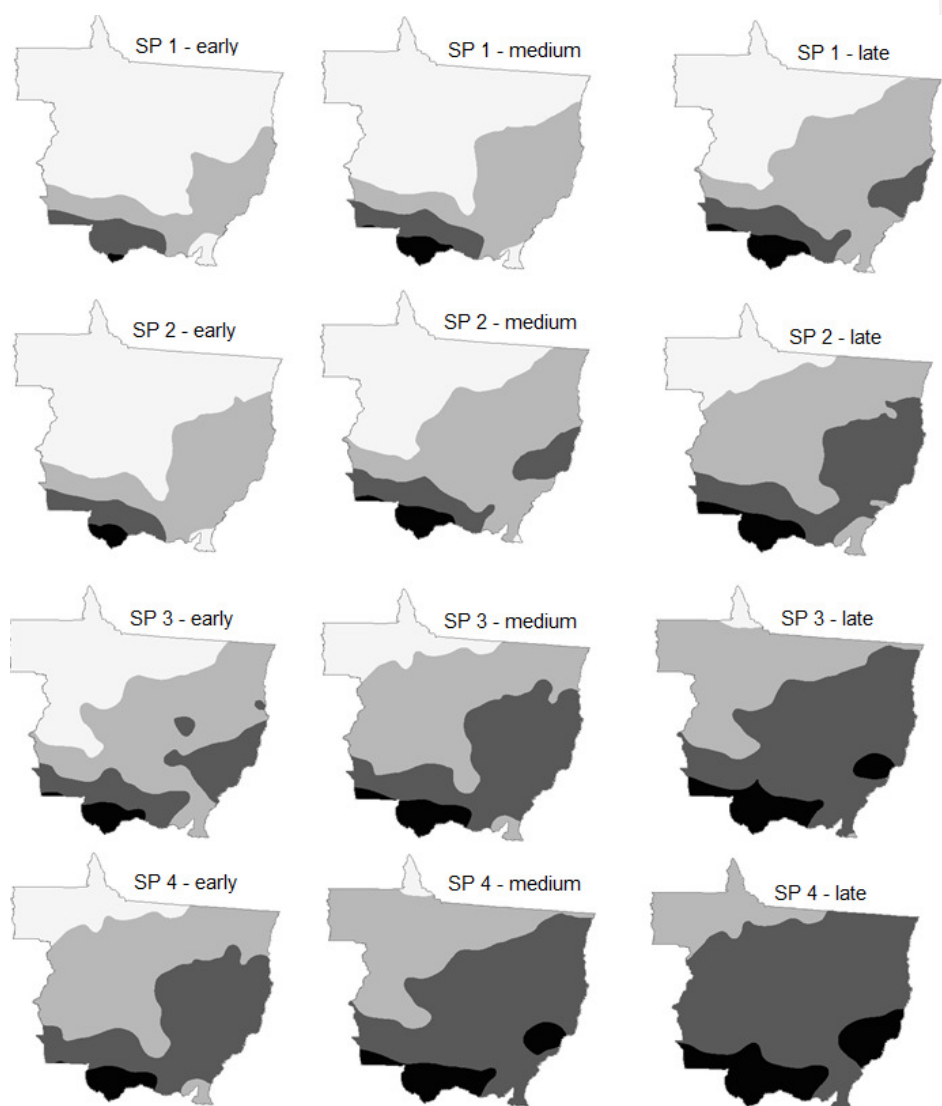 SP 1 - early
SP 1 - medium
SP 1 - late
SP 2 - early
SP 2 - medium
SP 2 - late
SP 3 - early
SP 3 - medium
SP 3 - late
SP 4 - early
SP 4 - medium
SP 4 - late